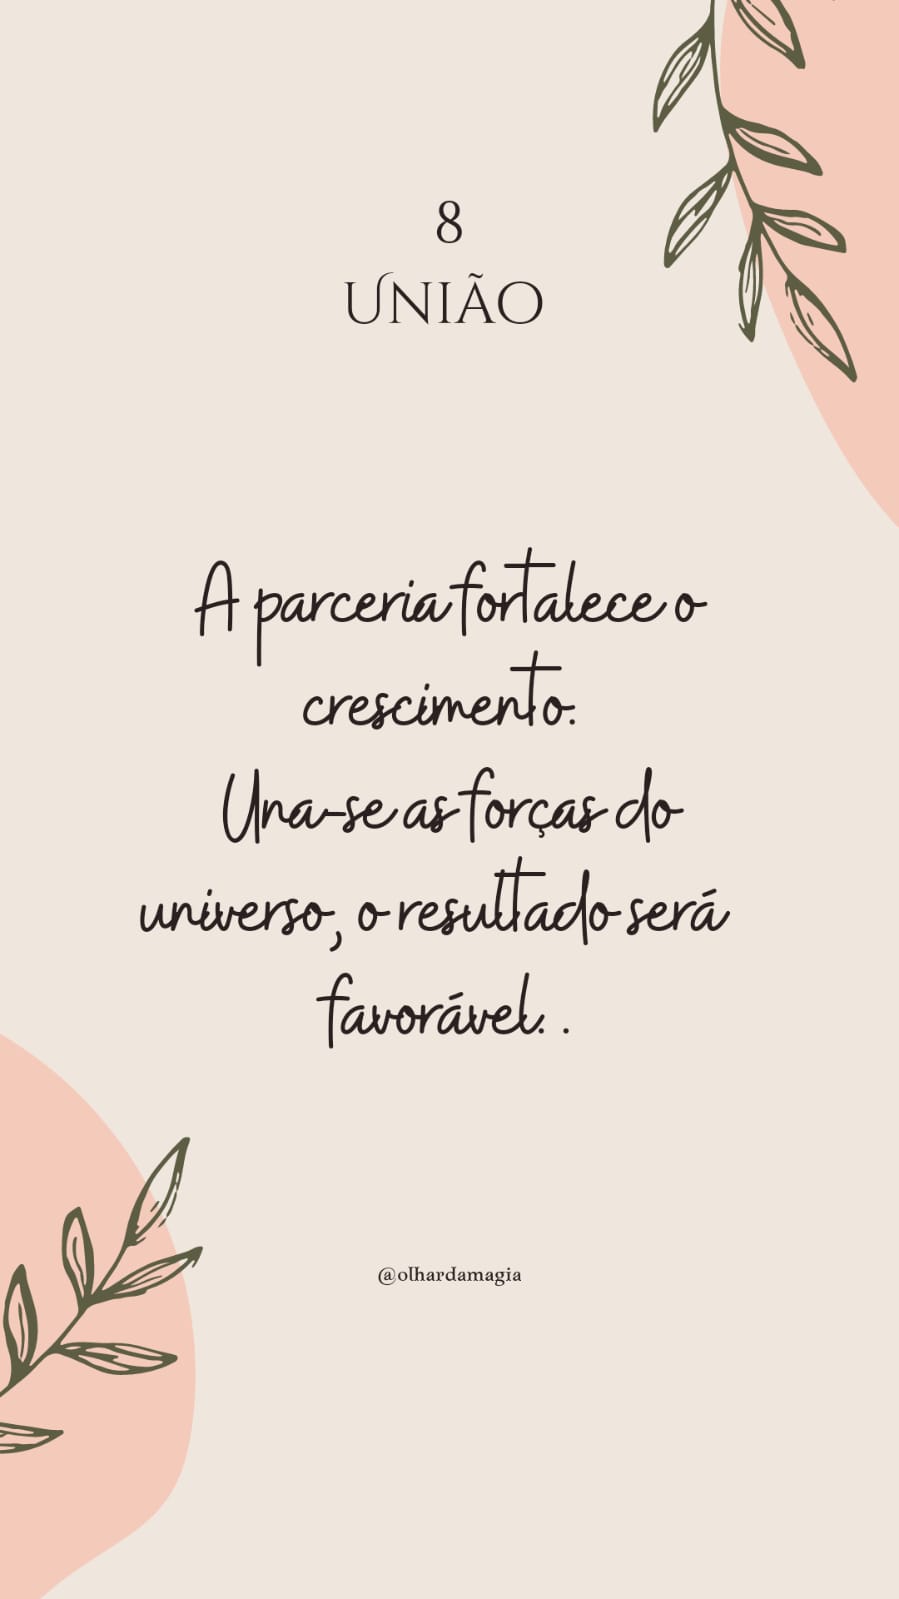 8
União
A parceria fortalece o
crescimento.
Una-se as forças do
universo, o resultado será
favorável. .
@olhardamagia